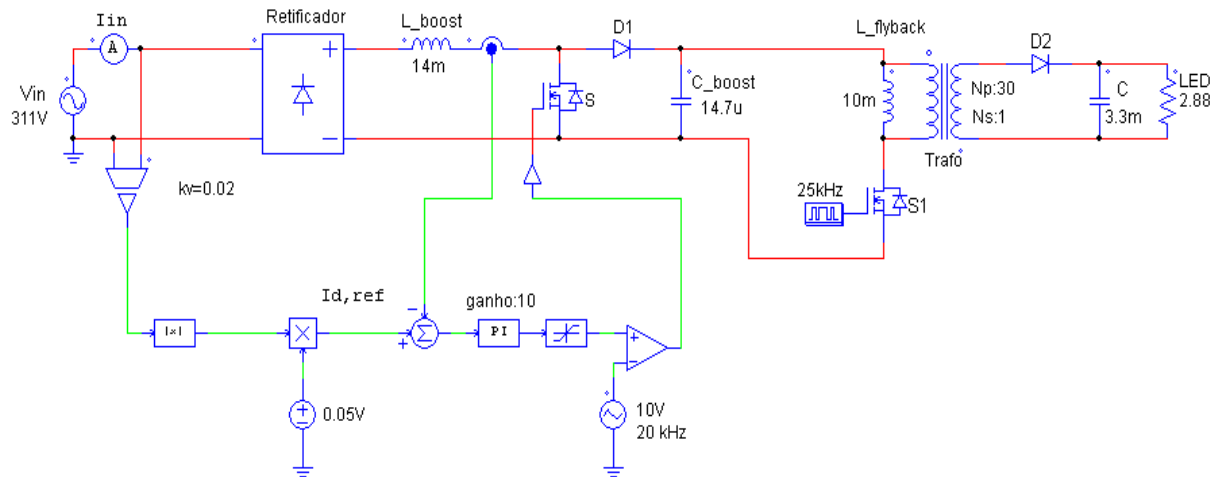 Iin
A
Vin
311V
Retificador
+
−
L_boost
14m
D1
S
C_boost
14.7u
L_flyback
10m
Np:30
Ns:1
Trafo
D2
C
3.3m
LED
2.88
25kHz
S1
kv=0.02
|x|
X
Id,ref
0.05V
−
+
Σ
ganho:10
PI
+
−
10V
20 kHz